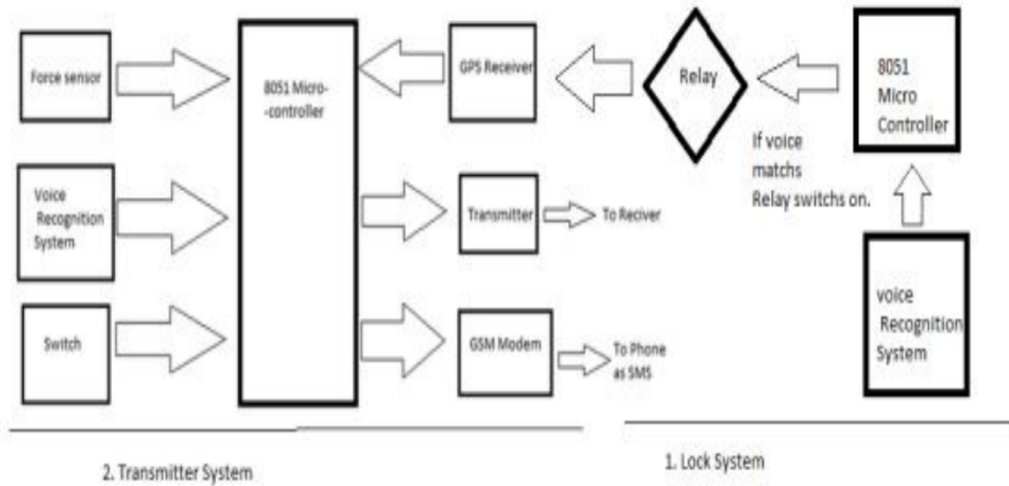 Force sensor
8051 Micro-
-controller
GPS Receiver
Relay
8051
Micro
Controller
If voice
matchs
Relay switchs on.
Voice
Recognition
System
Transmitter
To Reciver
voice
Recognition
System
Switch
GSM Modem
To Phone
as SMS
2. Transmitter System
1. Lock System